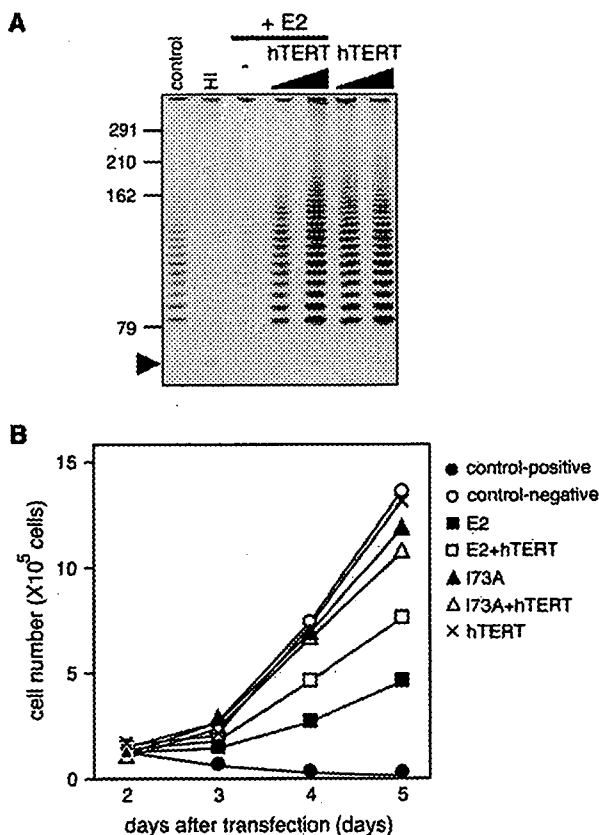 A
+ E2
control
HI
-
hTERT
hTERT
291
210
162
79
B
cell number (X10⁵ cells)
15
10
5
0
2
3
4
5
days after transfection (days)
control-positive
control-negative
E2
E2+hTERT
I73A
I73A+hTERT
hTERT